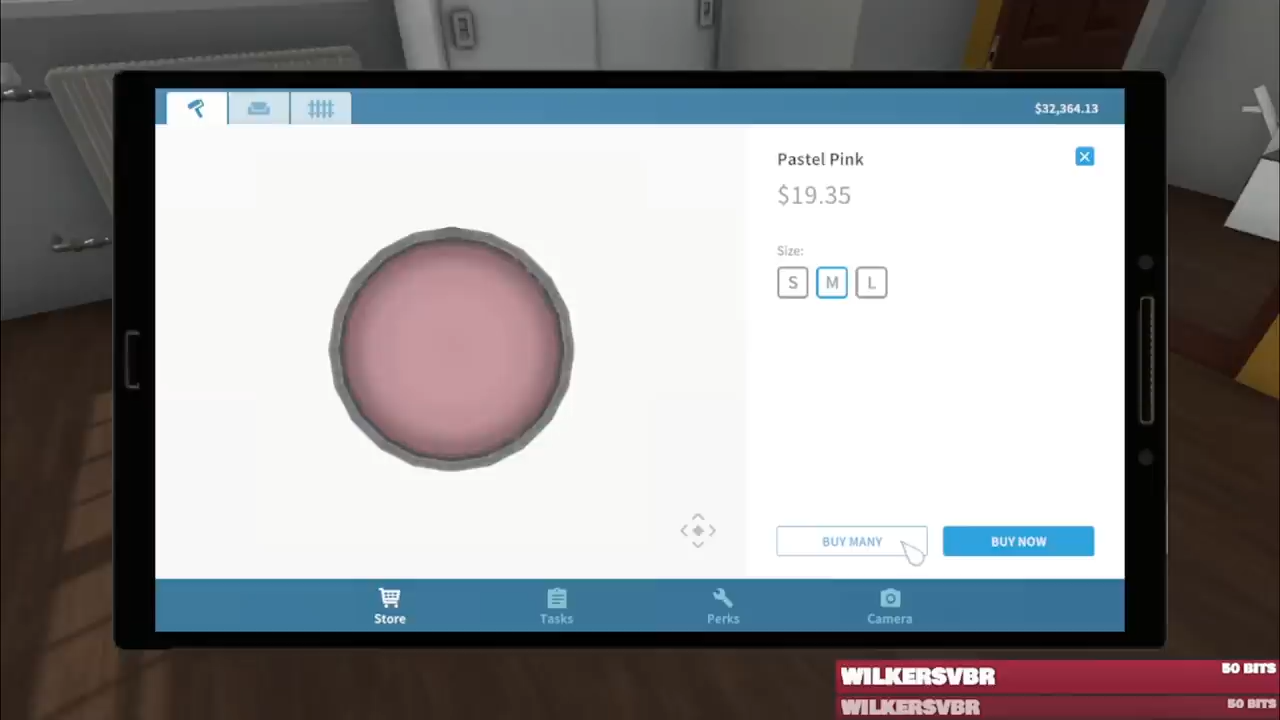 $32,364.13
Pastel Pink
$19.35
Size:
S M L
BUY MANY
BUY NOW
Store
Tasks
Perks
Camera
WILKERSVBR
50 BITS
WILKERSVBR
50 BITS